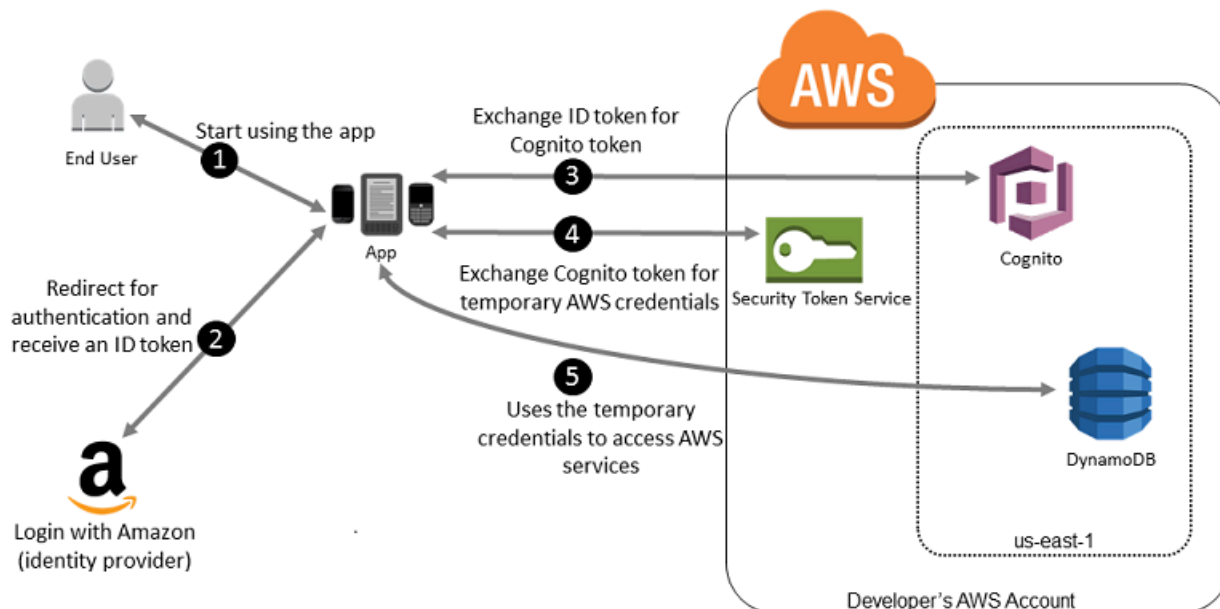 AWS
End User
1
Start using the app
Exchange ID token for
Cognito token
3
App
4
Exchange Cognito token for
temporary AWS credentials
Security Token Service
Cognito
Redirect for
authentication and
receive an ID token
2
5
Uses the temporary
credentials to access AWS
services
DynamoDB
a
Login with Amazon
(identity provider)
us-east-1
Developer's AWS Account